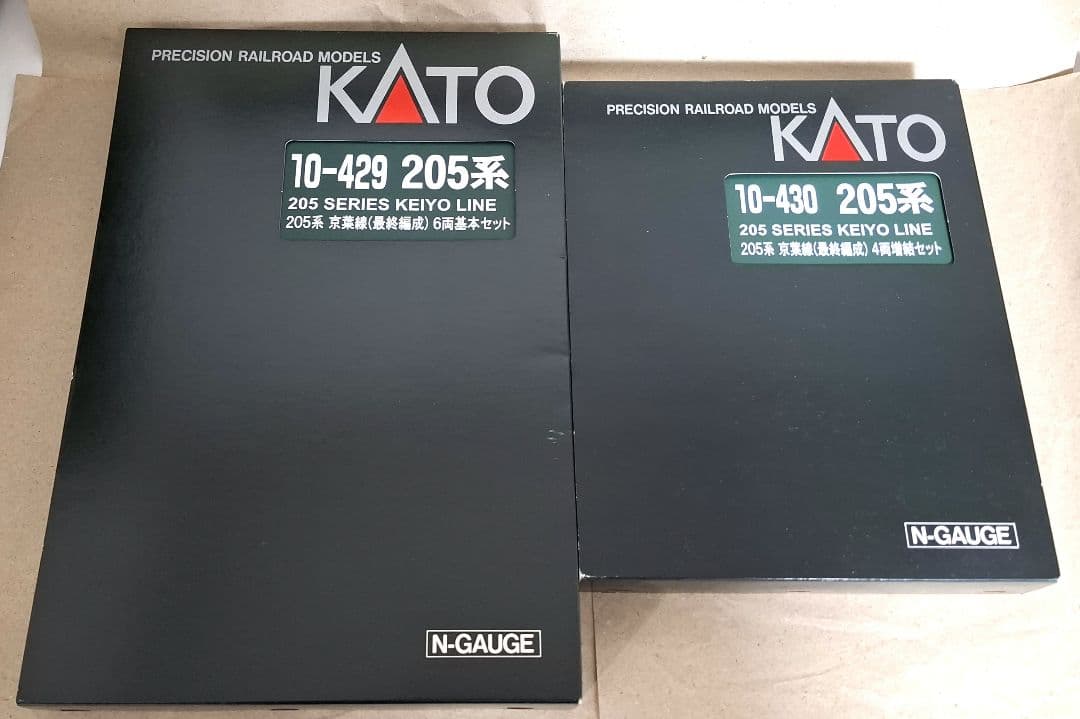 PRECISION RAILROAD MODELS
KATO
10-429 205系
205 SERIES KEIYO LINE
205系 京葉線(最終編成) 6両基本セット
N-GAUGE
PRECISION RAILROAD MODELS
KATO
10-430 205系
205 SERIES KEIYO LINE
205系 京葉線(最終編成) 4両増結セット
N-GAUGE